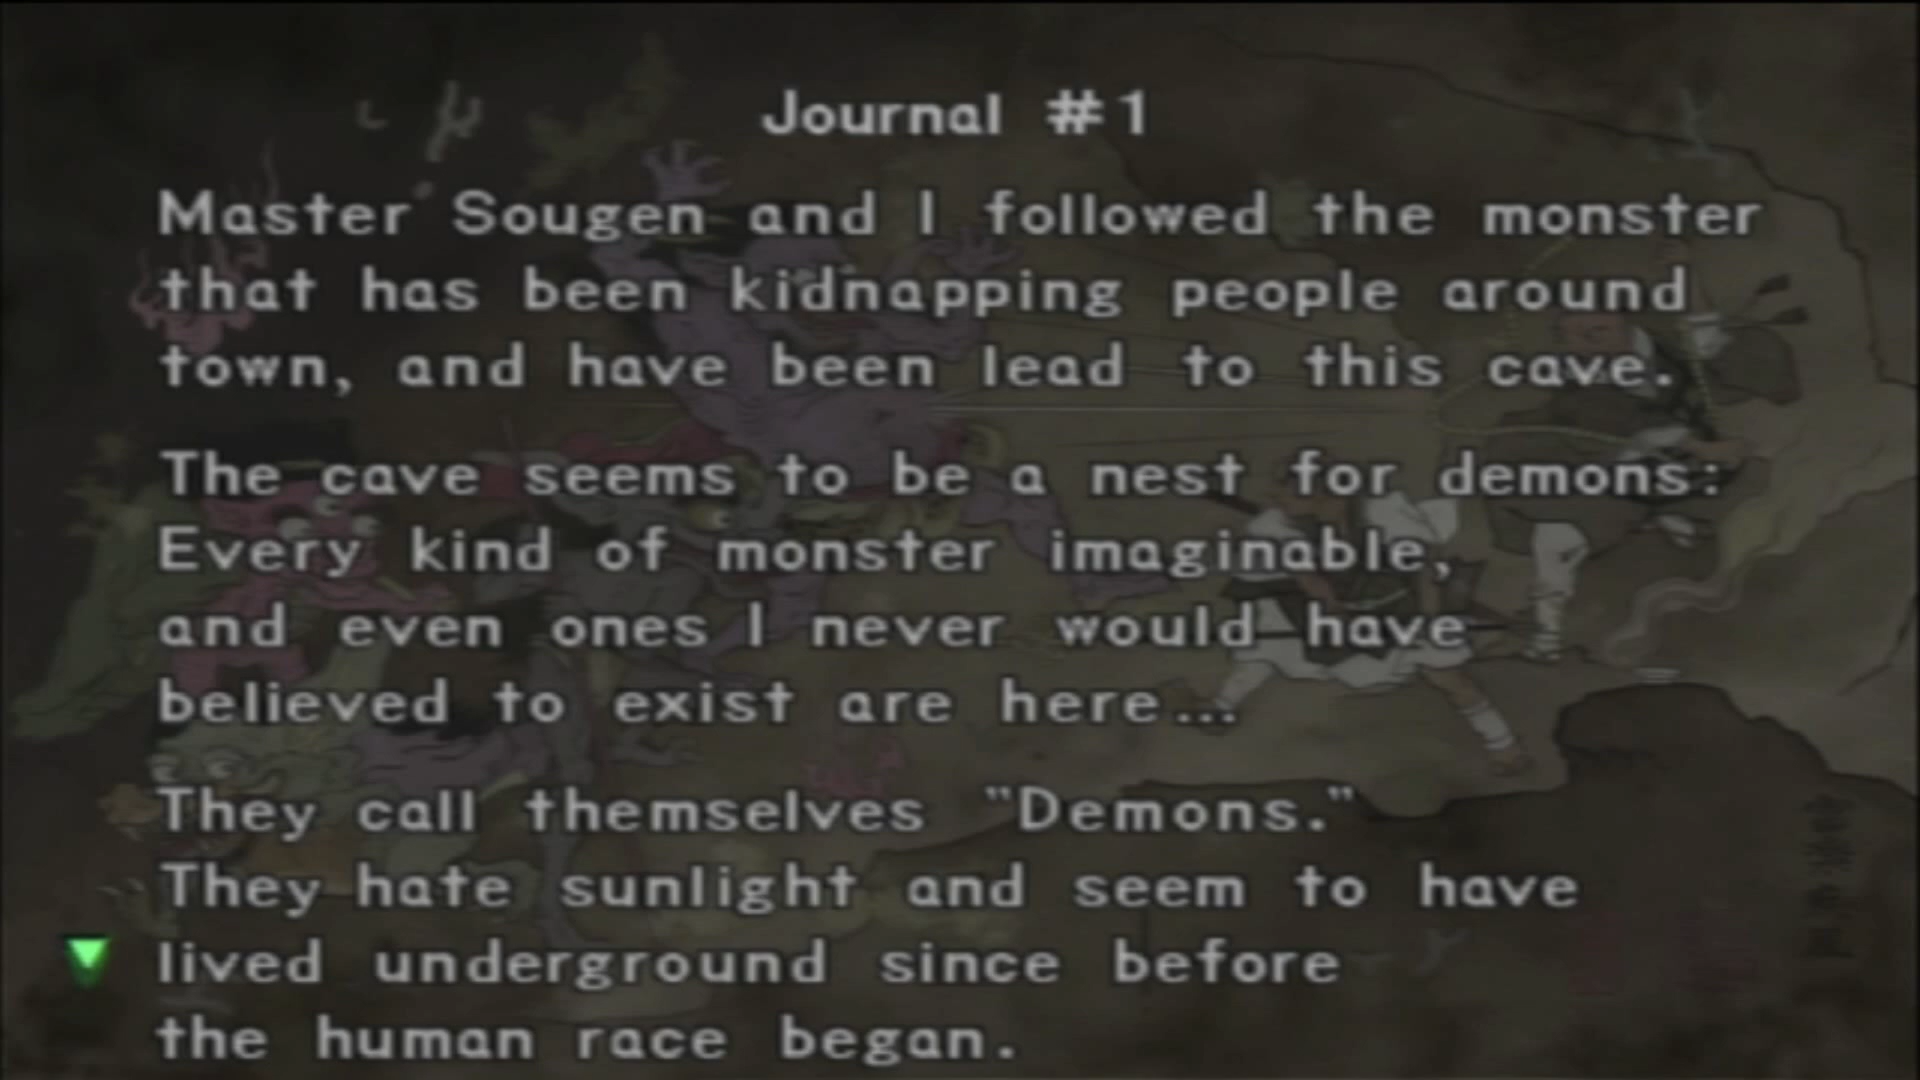 Journal #1
Master Sougen and I followed the monster
that has been kidnapping people around
town, and have been lead to this cave.
The cave seems to be a nest for demons:
Every kind of monster imaginable,
and even ones I never would have
believed to exist are here...
They call themselves "Demons."
They hate sunlight and seem to have
lived underground since before
the human race began.